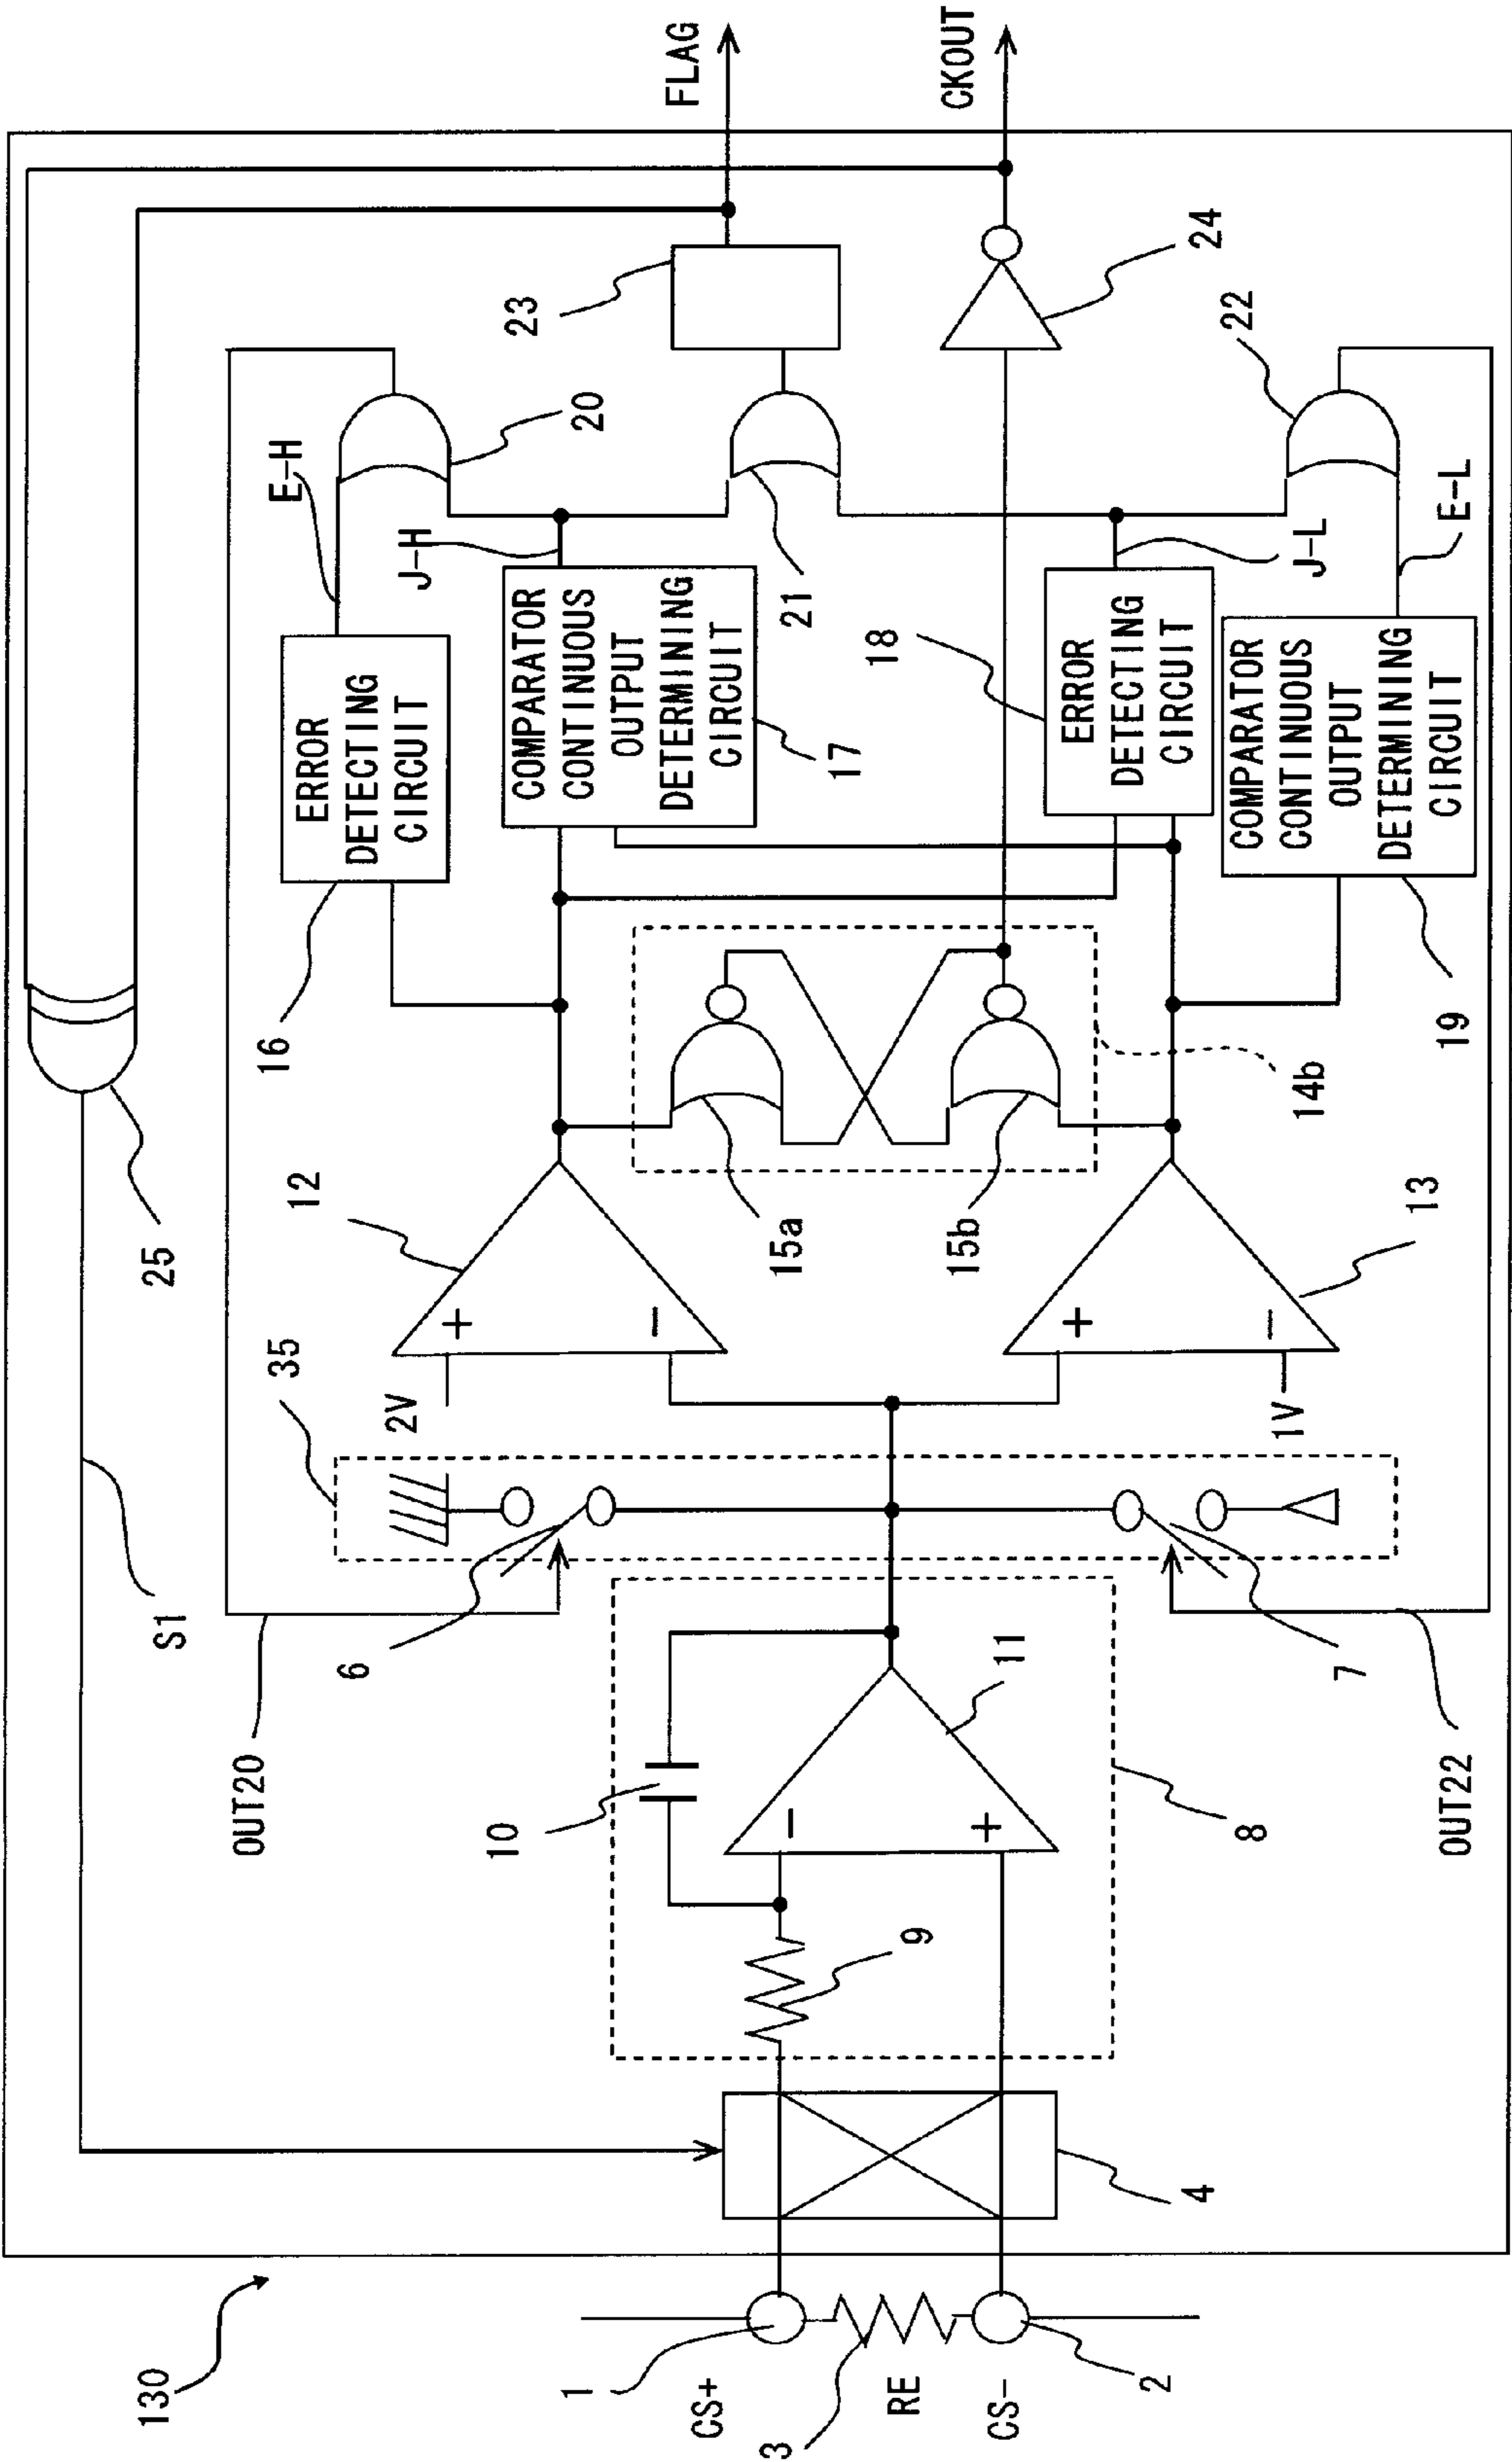 130
S1
25
OUT20
6
35
12
2V
16
ERROR
DETECTING
CIRCUIT
E-H
20
J-H
COMPARATOR
CONTINUOUS
OUTPUT
DETERMINING
CIRCUIT
17
23
FLAG
21
10
11
+
-
15a
15b
14b
18
ERROR
DETECTING
CIRCUIT
J-L
24
CKOUT
1
CS+
3
RE
CS-
2
4
9
-
+
8
7
OUT22
1V
+
-
13
COMPARATOR
CONTINUOUS
OUTPUT
DETERMINING
CIRCUIT
19
E-L
22